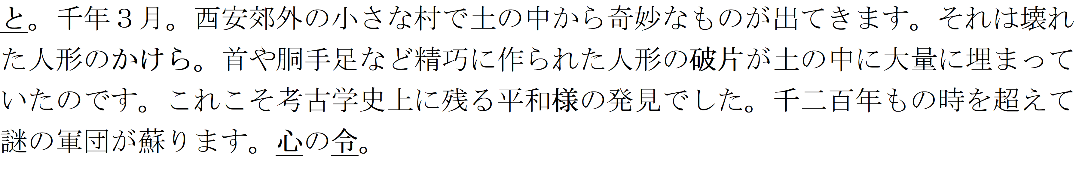 と。千年３月。西安郊外の小さな村で土の中から奇妙なものが出てきます。それは壊れ
た人形のかけら。首や胴手足など精巧に作られた人形の破片が土の中に大量に埋まって
いたのです。これこそ考古学史上に残る平和様の発見でした。千二百年もの時を超えて
謎の軍団が蘇ります。心の令。